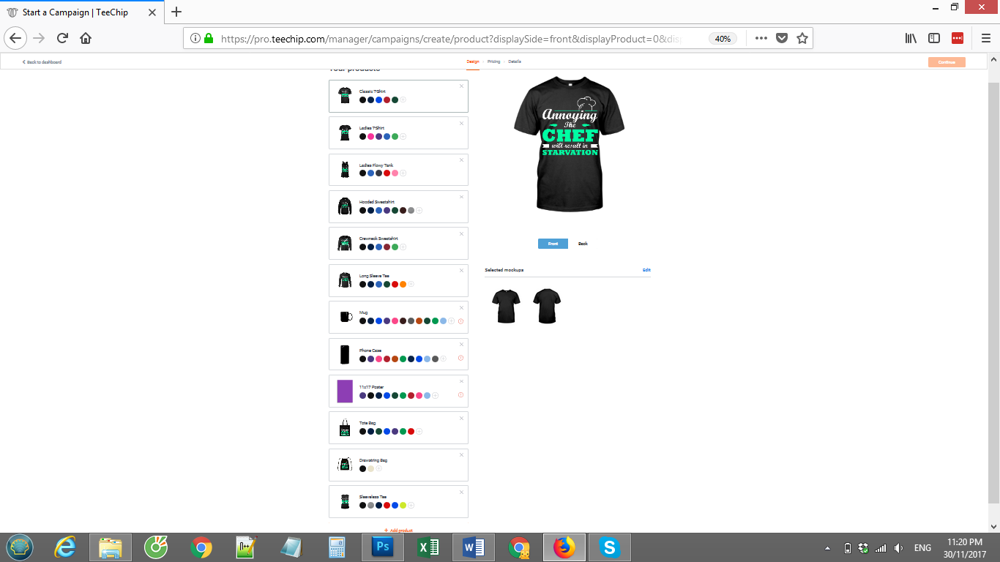 Start a Campaign | TeeChip
https://pro.teechip.com/manager/campaigns/create/product?displaySide=front&displayProduct=0&dis
40%
Back to dashboard
Design
Pricing
Details
Continue
Your products
Classic T-Shirt
Ladies T-Shirt
Ladies Flowy Tank
Hooded Sweatshirt
Crewneck Sweatshirt
Long Sleeve Tee
Mug
Phone Case
11x17 Poster
Tote Bag
Drawstring Bag
Sleeveless Tee
+ Add product
Annoying
The
CHEF
will result in
STARVATION
Front
Back
Selected mockups
Edit
Ps
W
S
ENG
11:20 PM
30/11/2017